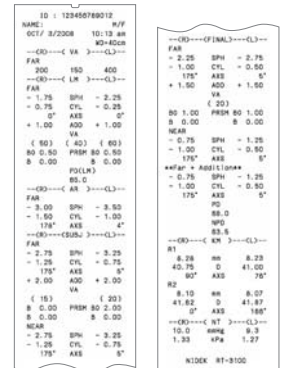 ID : 123456789012
NAME: M/F
OCT/ 3/2008 10:13 am
WD=40cm
--(R)---< VA >---(L)--
FAR
200 150 400
--(R)---< LM >---(L)--
FAR
- 1.75 SPH - 2.25
- 0.75 CYL - 0.25
0° AXS 0°
+ 1.00 ADD + 1.00
VA
( 50) ( 40) ( 60)
BO 0.50 PRSM BO 0.50
B 0.00 B 0.00
PD(LM)
65.0
--(R)---< AR >---(L)--
FAR
- 3.00 SPH - 3.50
- 1.50 CYL - 1.00
178° AXS 4°
--(R)---<SUBJ >---(L)--
FAR
- 2.75 SPH - 3.25
- 1.25 CYL - 0.75
175° AXS 5°
+ 2.00 ADD + 2.00
VA
( 15) ( 20)
B 0.00 PRSM BO 2.00
B 0.00 B 0.00
NEAR
- 2.75 SPH - 3.25
- 1.25 CYL - 0.75
175° AXS 5°
--(R)---<FINAL>---(L)--
FAR
- 2.25 SPH - 2.75
- 1.00 CYL - 0.50
175° AXS 5°
+ 1.50 ADD + 1.50
VA
( 20)
BO 1.00 PRSM BO 1.00
B 0.00 B 0.00
NEAR
- 0.75 SPH - 1.25
- 1.00 CYL - 0.50
175° AXS 5°
**Far + Addition**
- 0.75 SPH - 1.25
- 1.00 CYL - 0.50
175° AXS 5°
PD
68.0
NPD
63.5
--(R)---< KM >---(L)--
R1
8.28 mm 8.23
40.75 D 41.00
90° AXS 76°
R2
8.10 mm 8.07
41.62 D 41.87
0° AXS 166°
--(R)---< NT >---(L)--
10.0 mmHg 9.3
1.33 kPa 1.27
NIDEK RT-3100